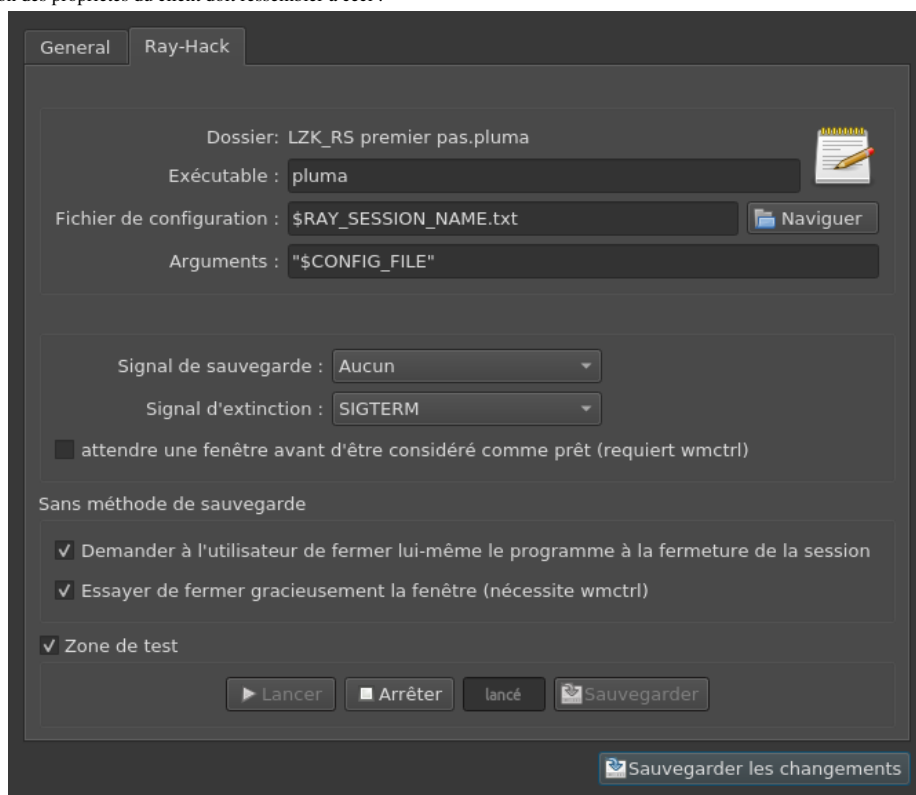 General Ray-Hack
Dossier: LZK_RS premier pas.pluma
Exécutable : pluma
Fichier de configuration : $RAY_SESSION_NAME.txt Naviguer
Arguments : "$CONFIG_FILE"
Signal de sauvegarde : Aucun
Signal d'extinction : SIGTERM
attendre une fenêtre avant d'être considéré comme prêt (requiert wmctrl)
Sans méthode de sauvegarde
Demander à l'utilisateur de fermer lui-même le programme à la fermeture de la session
Essayer de fermer gracieusement la fenêtre (nécessite wmctrl)
Zone de test
Lancer Arrêter lancé Sauvegarder
Sauvegarder les changements